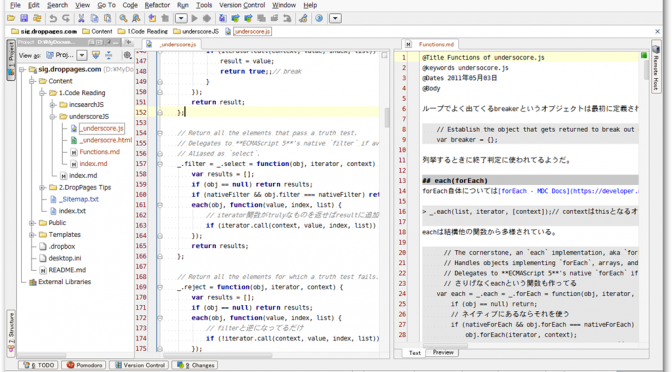 File Edit Search View Go To Code Refactor Run Tools Version Control Window Help
sig.droppages.com Content 1.Code Reading underscoreJS _underscore.js
1: Project
2: Structure
Project
View as: Proj...
sig.droppages.com
Content
1.Code Reading
incsearchJS
underscoreJS
_underscore.js
_underscore.html
Functions.md
index.md
index.md
2.DropPages Tips
_Sitemap.txt
index.txt
Public
Templates
.dropbox
desktop.ini
README.md
External Libraries
_underscore.js
147 result = value;
148 return true;;// break
149 }
150 });
151 return result;
152 };
153
154 // Return all the elements that pass a truth test.
155 // Delegates to **ECMAScript 5**'s native `filter` if
156 // Aliased as `select`.
157 _.filter = _.select = function(obj, iterator, context)
158 var results = [];
159 if (obj == null) return results;
160 if (nativeFilter && obj.filter === nativeFilter)
161 each(obj, function(value, index, list) {
162 // iterator関数がtrulyなものを返せばresultに追加
163 if (iterator.call(context, value, index, list))
164 });
165 return results;
166 };
167
168 // Return all the elements for which a truth test fails.
169 _.reject = function(obj, iterator, context) {
170 var results = [];
171 if (obj == null) return results;
172 each(obj, function(value, index, list) {
173 // filterと逆になってるだけ
174 if (!iterator.call(context, value, index, list))
175 });
Functions.md
1 @Title Functions of underscore.js
2 @keywords underscore.js
3 @Dates 2011年05月03日
4 @Body
5
6 ループでよく出てくるbreakerというオブジェクトは最初に定義され
7
8 // Establish the object that gets returned to break out
9 var breaker = {};
10
11 列挙するときに終了判定に使われてるようだ。
12
13 ## each(forEach)
14 forEach自体については[forEach - MDC Docs](https://developer.
15
16 > _.each(list, iterator, [context]);// contextはthisとなるオ
17
18 eachは結構他の関数から多様されている。
19
20 // The cornerstone, an `each` implementation, aka `for
21 // Handles objects implementing `forEach`, arrays, and
22 // Delegates to **ECMAScript 5**'s native `forEach` if
23 // さりげなくeachという関数も作ってる
24 var each = _.each = _.forEach = function(obj, iterator,
25 if (obj == null) return;
26 // ネイティブにあるならそれを使う
27 if (nativeForEach && obj.forEach === nativeForEach)
28 obj.forEach(iterator, context);
Text Preview
Remote Host
6: TODO Pomodoro Version Control 9: Changes